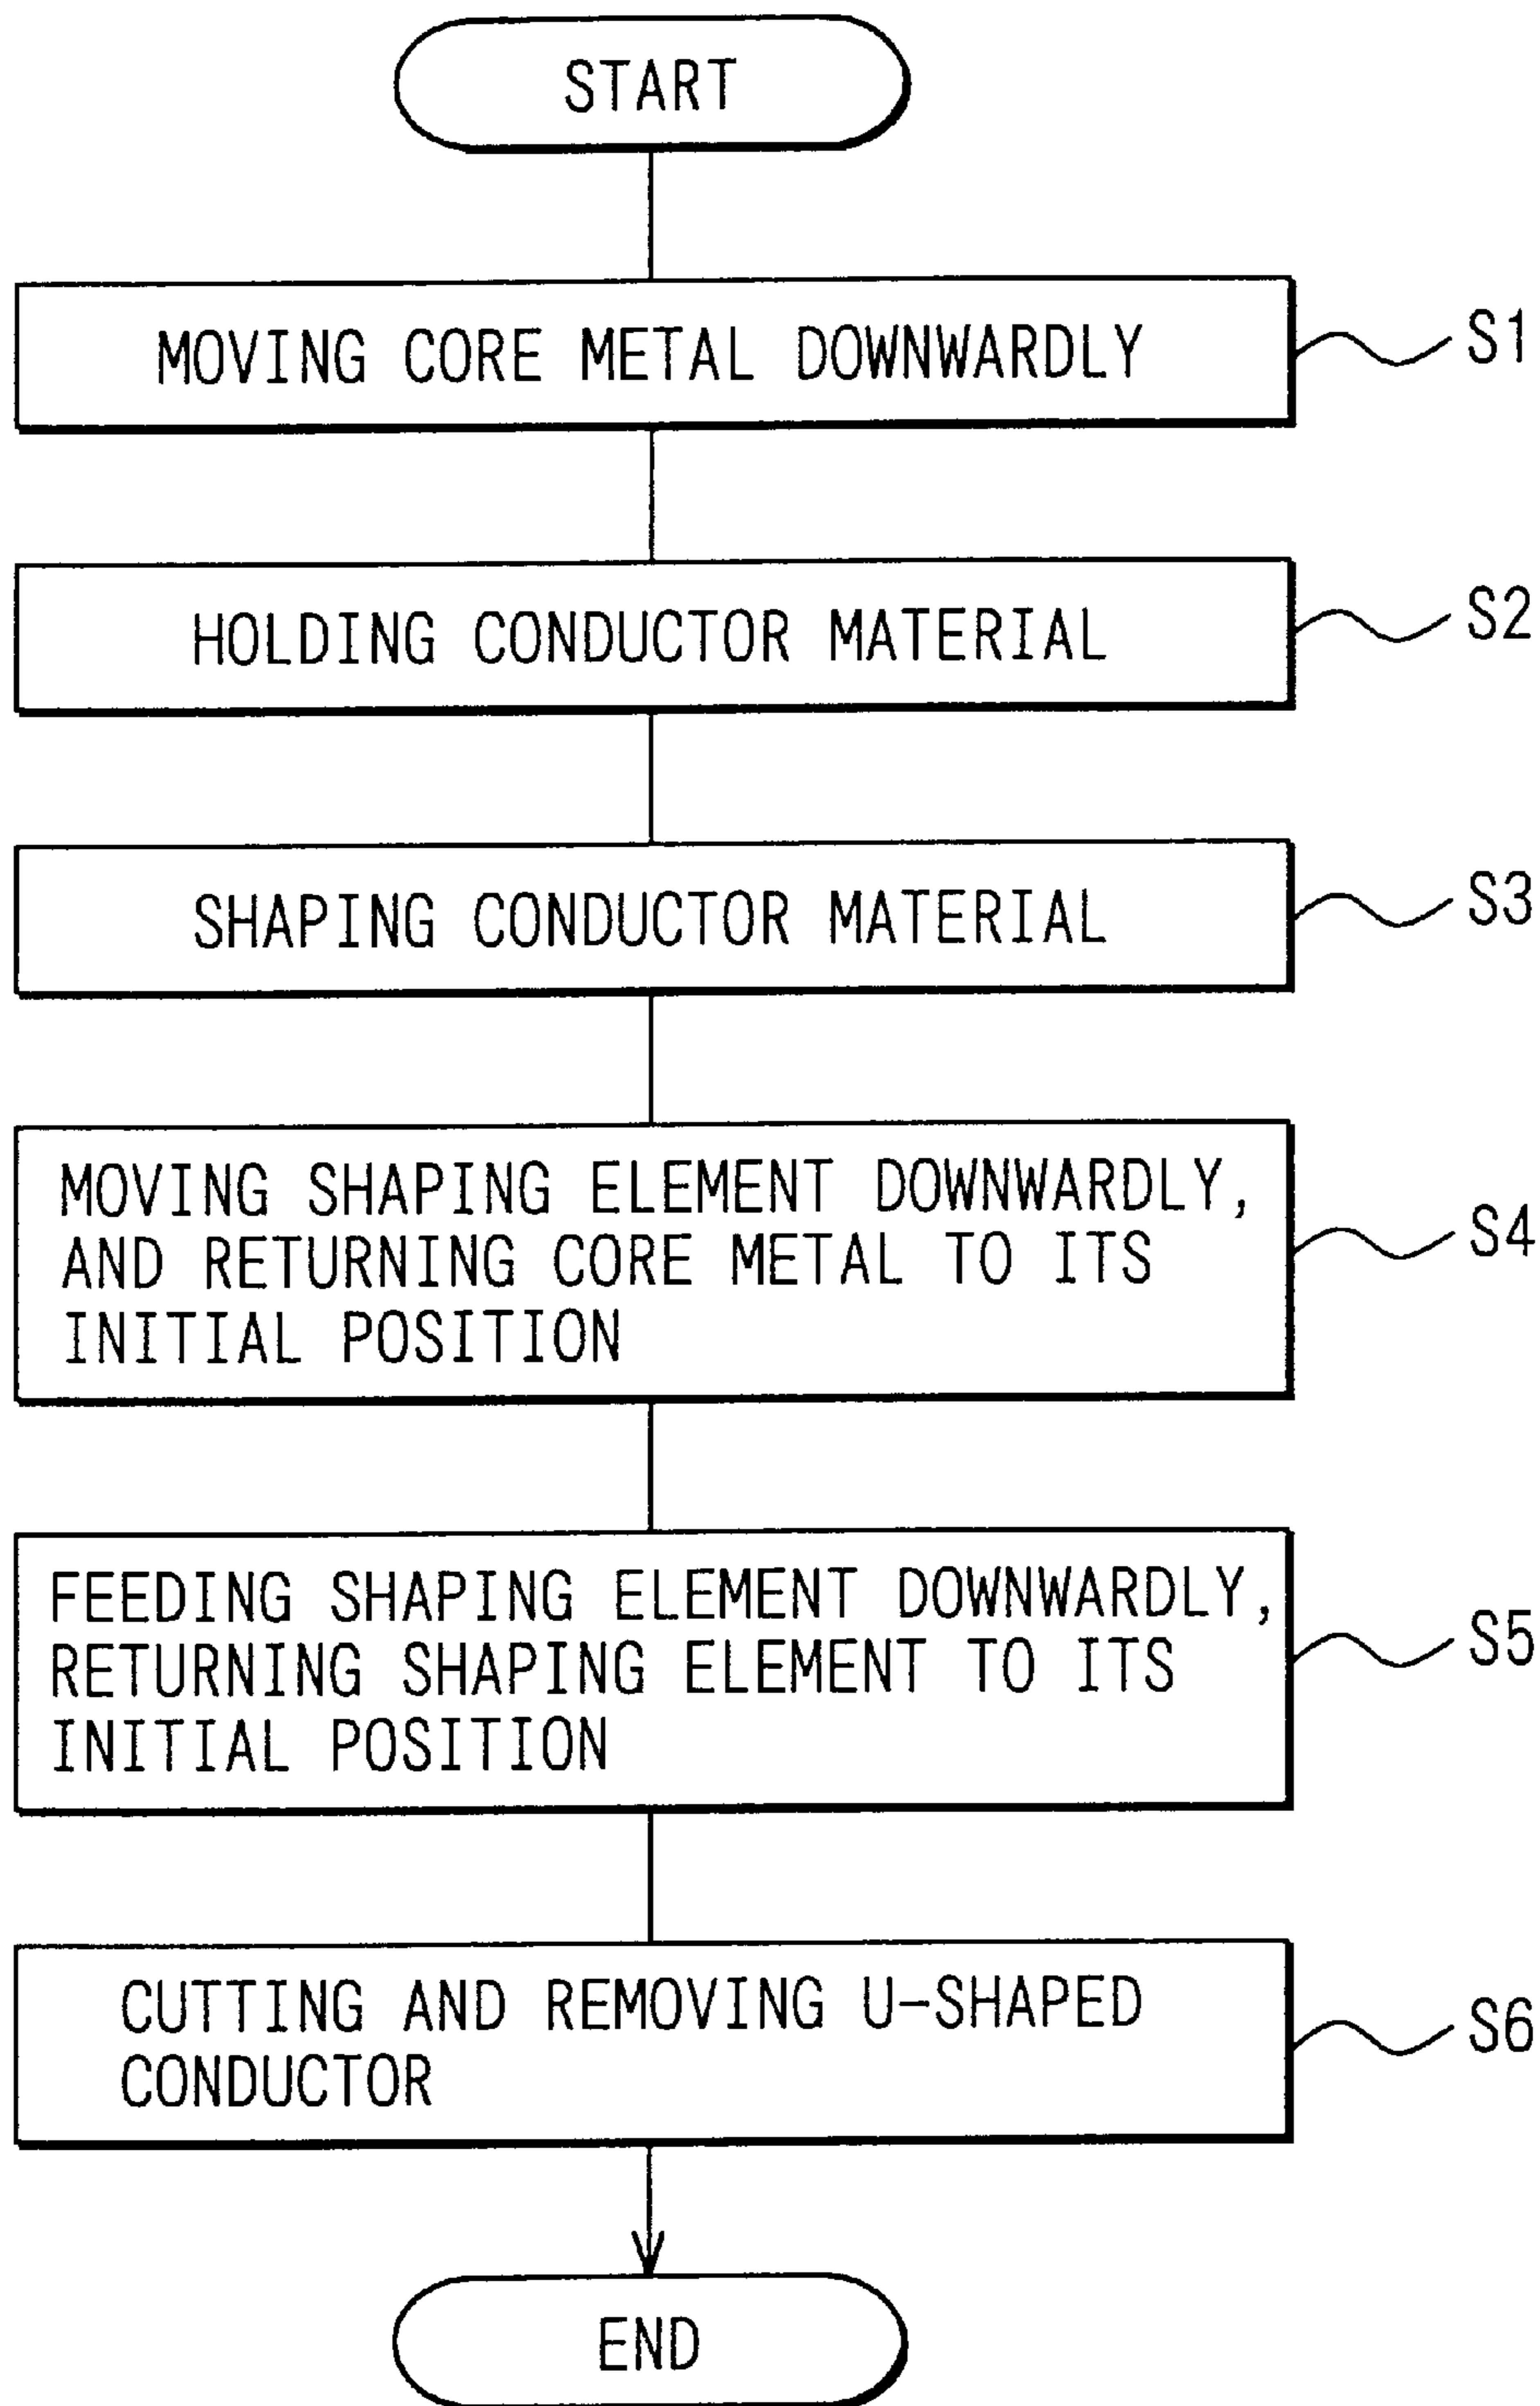 START
MOVING CORE METAL DOWNWARDLY
S1
HOLDING CONDUCTOR MATERIAL
S2
SHAPING CONDUCTOR MATERIAL
S3
MOVING SHAPING ELEMENT DOWNWARDLY,
AND RETURNING CORE METAL TO ITS
INITIAL POSITION
S4
FEEDING SHAPING ELEMENT DOWNWARDLY,
RETURNING SHAPING ELEMENT TO ITS
INITIAL POSITION
S5
CUTTING AND REMOVING U-SHAPED
CONDUCTOR
S6
END